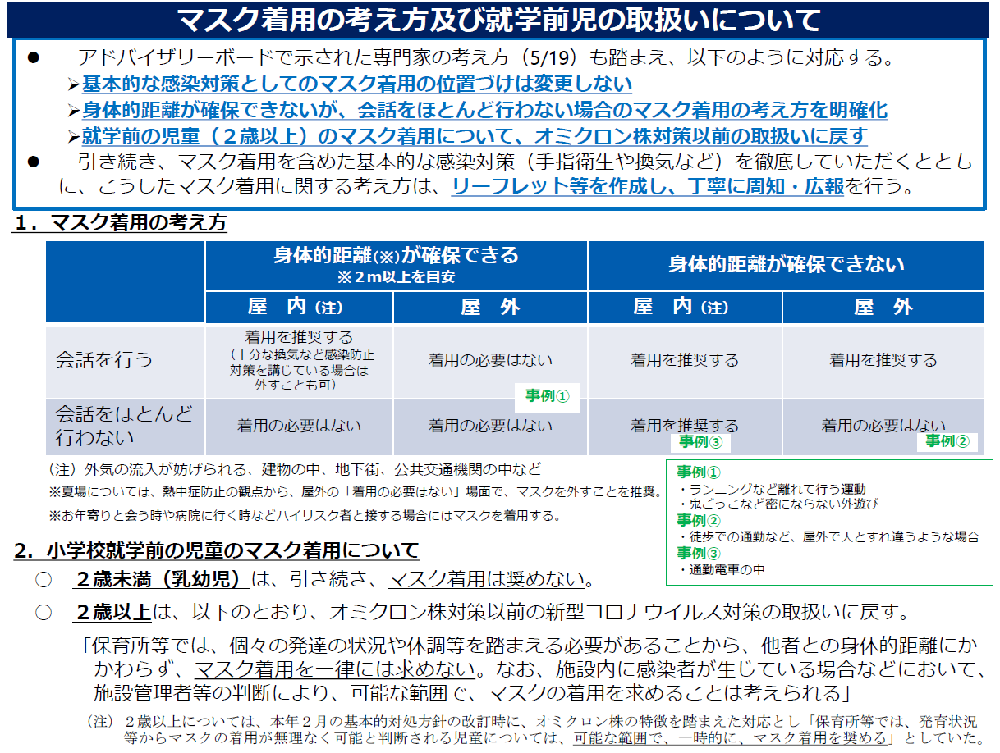 マスク着用の考え方及び就学前児の取扱いについて
● アドバイザリーボードで示された専門家の考え方（5/19）も踏まえ、以下のように対応する。
➢基本的な感染対策としてのマスク着用の位置づけは変更しない
➢身体的距離が確保できないが、会話をほとんど行わない場合のマスク着用の考え方を明確化
➢就学前の児童（２歳以上）のマスク着用について、オミクロン株対策以前の取扱いに戻す
● 引き続き、マスク着用を含めた基本的な感染対策（手指衛生や換気など）を徹底していただくととも
に、こうしたマスク着用に関する考え方は、リーフレット等を作成し、丁寧に周知・広報を行う。
１．マスク着用の考え方
身体的距離(※)が確保できる
※２ｍ以上を目安
身体的距離が確保できない
屋　内（注）
屋　外
屋　内（注）
屋　外
会話を行う
着用を推奨する
（十分な換気など感染防止
対策を講じている場合は
外すことも可）
着用の必要はない
着用を推奨する
着用を推奨する
事例①
会話をほとんど
行わない
着用の必要はない
着用の必要はない
着用を推奨する
事例③
着用の必要はない
事例②
（注）外気の流入が妨げられる、建物の中、地下街、公共交通機関の中など
※夏場については、熱中症防止の観点から、屋外の「着用の必要はない」場面で、マスクを外すことを推奨。
※お年寄りと会う時や病院に行く時などハイリスク者と接する場合にはマスクを着用する。
事例①
・ランニングなど離れて行う運動
・鬼ごっこなど密にならない外遊び
事例②
・徒歩での通勤など、屋外で人とすれ違うような場合
事例③
・通勤電車の中
2．小学校就学前の児童のマスク着用について
○ ２歳未満（乳幼児）は、引き続き、マスク着用は奨めない。
○ ２歳以上は、以下のとおり、オミクロン株対策以前の新型コロナウイルス対策の取扱いに戻す。
「保育所等では、個々の発達の状況や体調等を踏まえる必要があることから、他者との身体的距離にか
かわらず、マスク着用を一律には求めない。なお、施設内に感染者が生じている場合などにおいて、
施設管理者等の判断により、可能な範囲で、マスクの着用を求めることは考えられる」
（注）２歳以上については、本年２月の基本的対処方針の改訂時に、オミクロン株の特徴を踏まえた対応とし「保育所等では、発育状況
等からマスクの着用が無理なく可能と判断される児童については、可能な範囲で、一時的に、マスク着用を奨める」としていた。